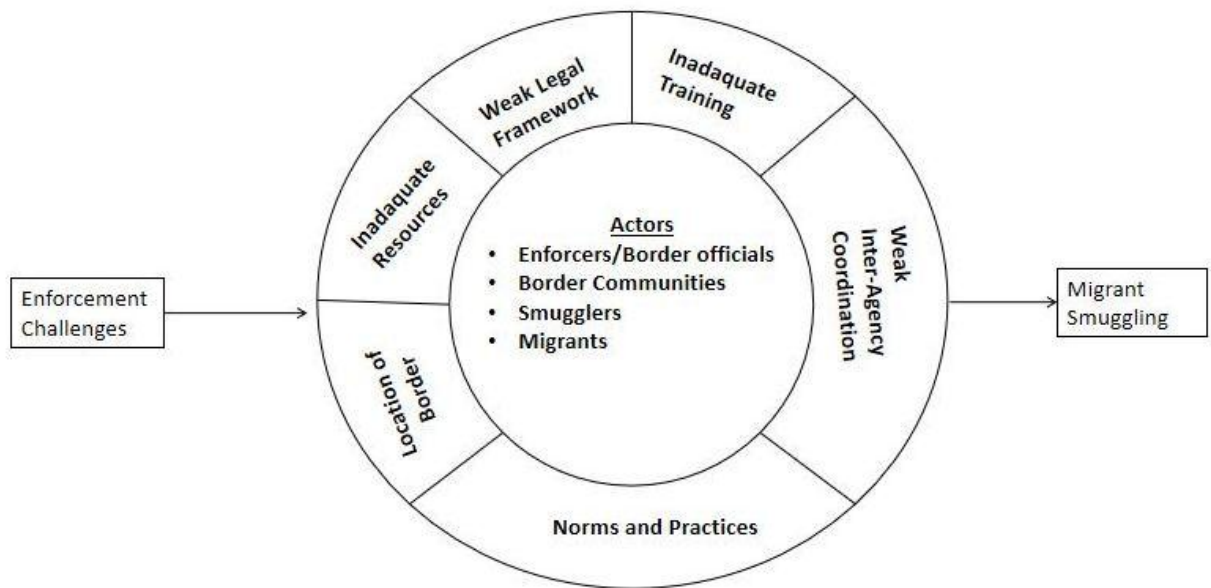 Weak Legal
Framework
Inadaquate
Training
Inadaquate
Resources
Weak
Inter-Agency
Coordination
Location of
Border
Norms and Practices
Actors
• Enforcers/Border officials
• Border Communities
• Smugglers
• Migrants
Enforcement
Challenges
Migrant
Smuggling